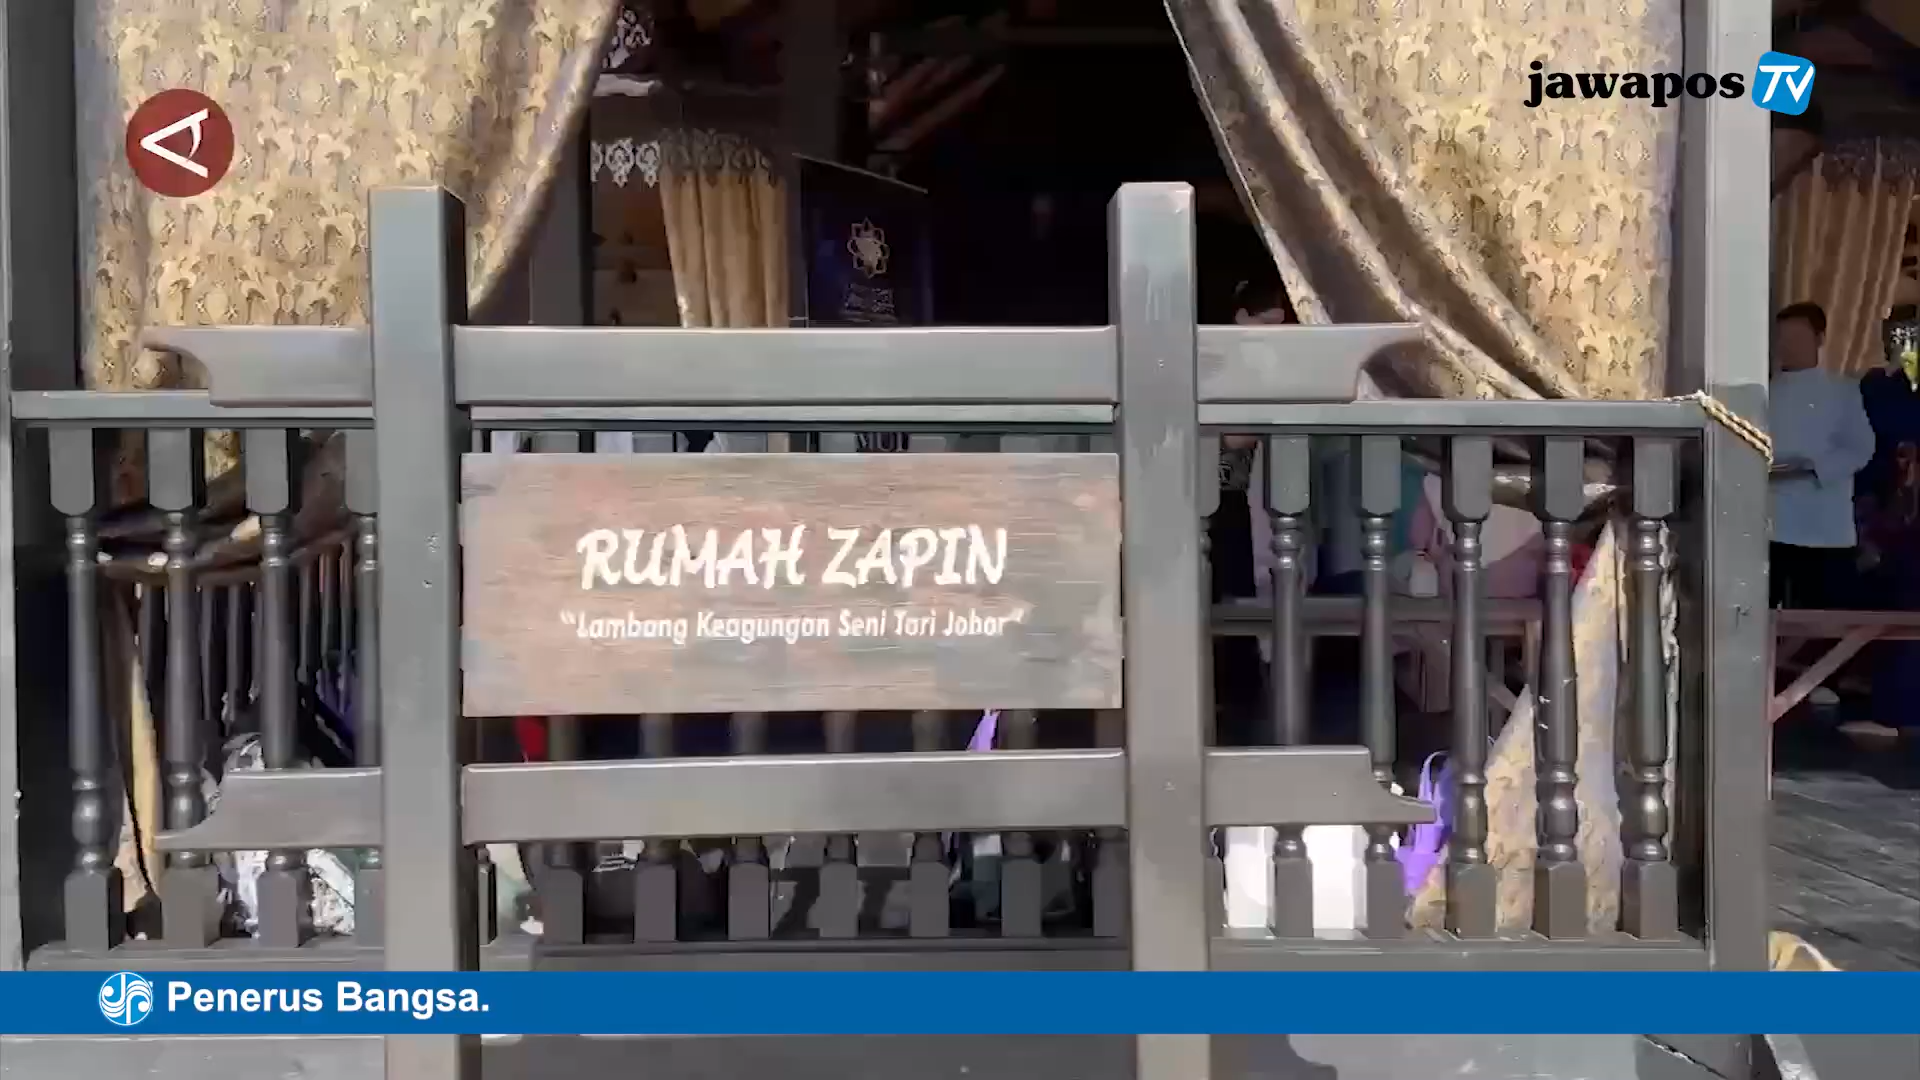 jawapos TV
RUMAH ZAPIN
"Lambang Keagungan Seni Tari Johor"
Penerus Bangsa.